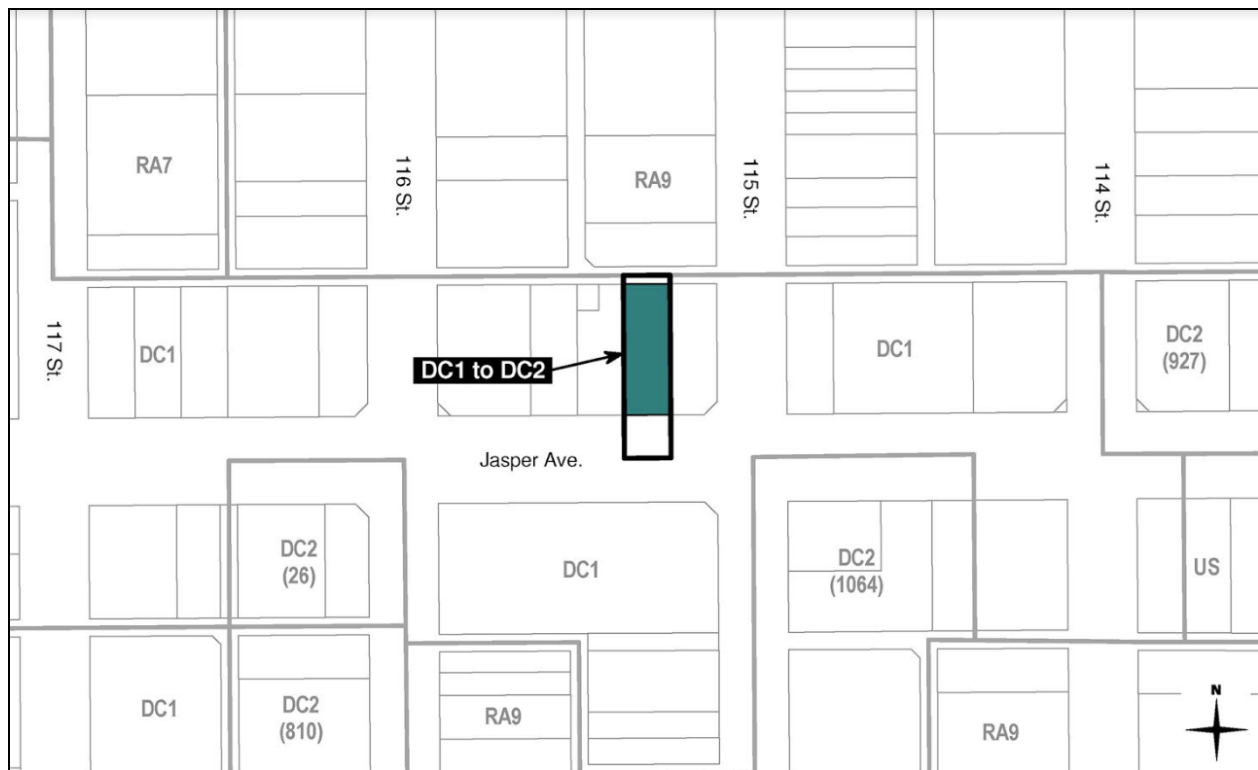 RA7
116 St.
RA9
115 St.
114 St.
117 St.
DC1
DC1 to DC2
DC1
DC2
(927)
Jasper Ave.
DC2
(26)
DC1
DC2
(1064)
US
DC1
DC2
(810)
RA9
RA9
N